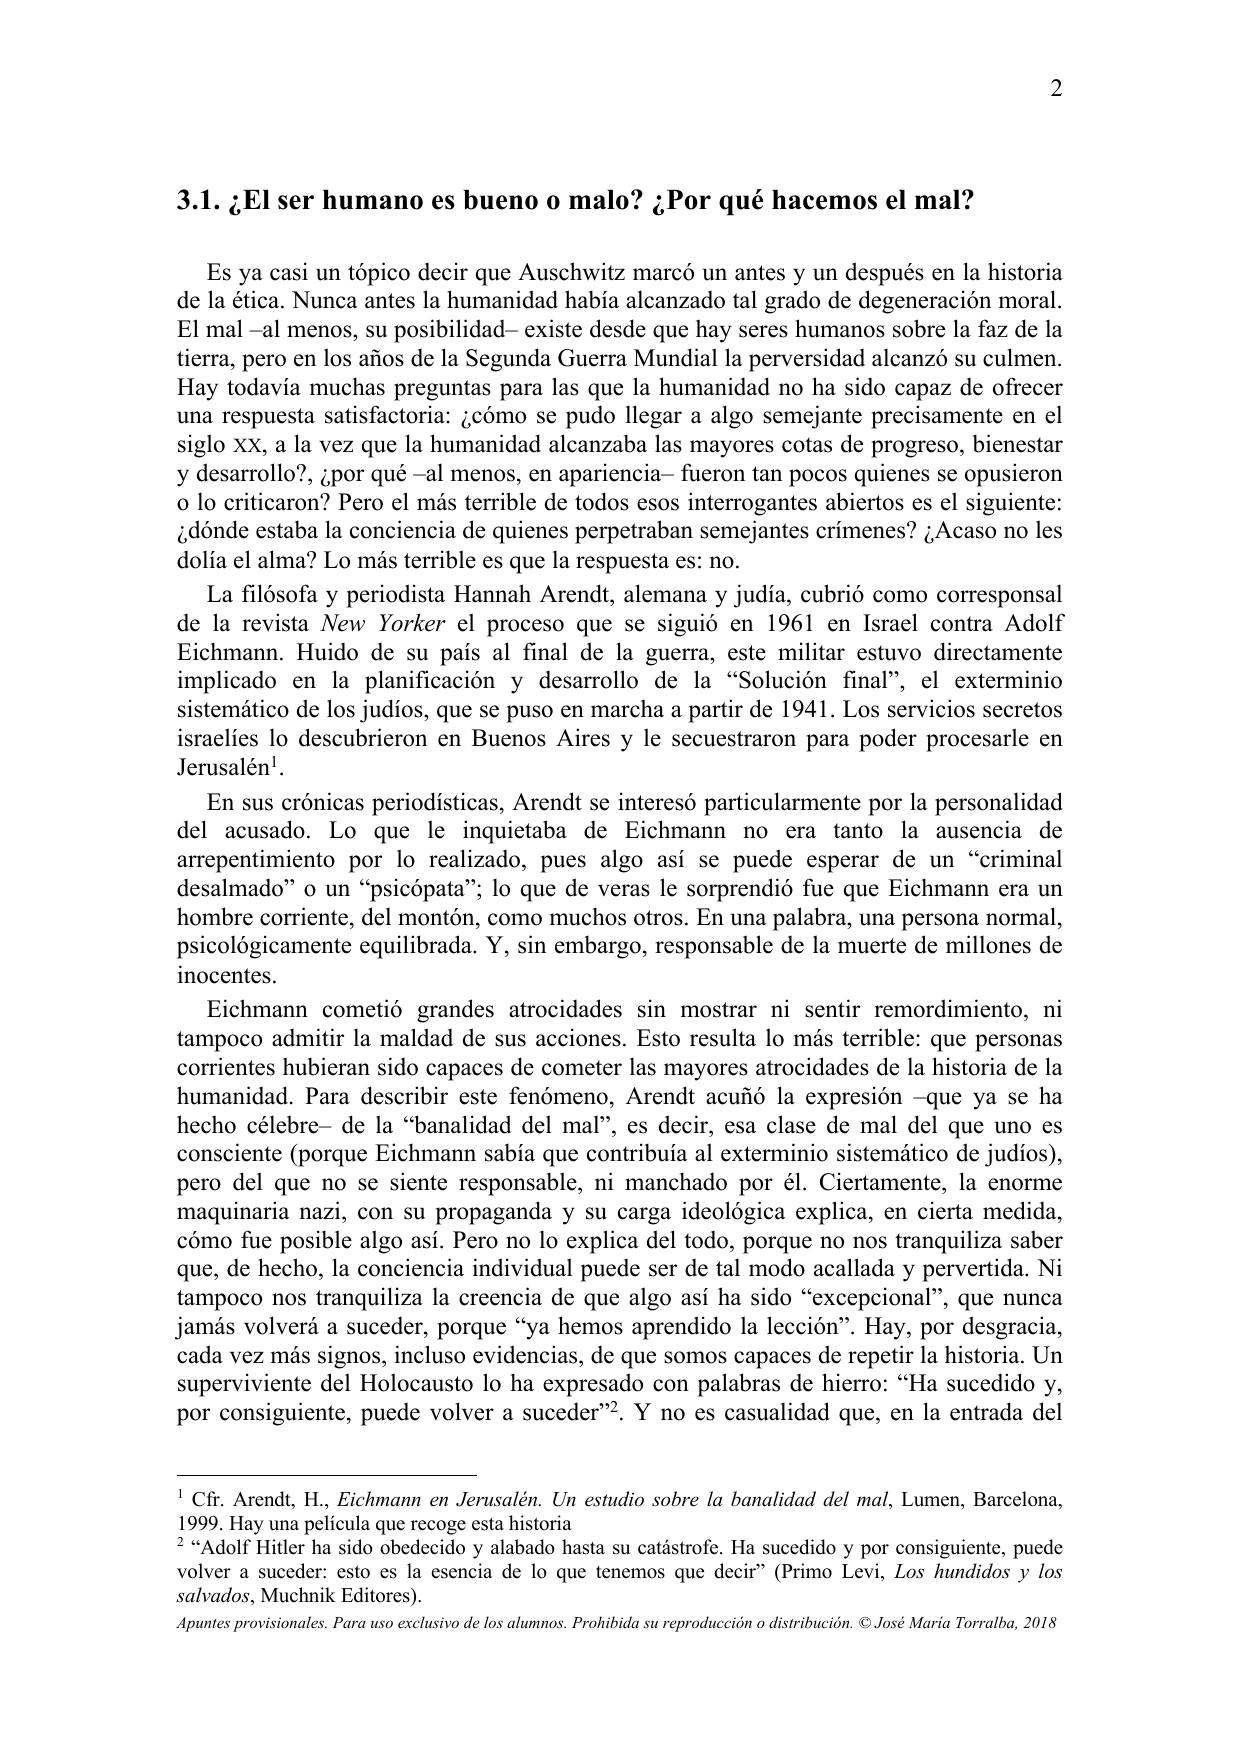 2
3.1. ¿El ser humano es bueno o malo? ¿Por qué hacemos el mal?
Es ya casi un tópico decir que Auschwitz marcó un antes y un después en la historia
de la ética. Nunca antes la humanidad había alcanzado tal grado de degeneración moral.
El mal –al menos, su posibilidad– existe desde que hay seres humanos sobre la faz de la
tierra, pero en los años de la Segunda Guerra Mundial la perversidad alcanzó su culmen.
Hay todavía muchas preguntas para las que la humanidad no ha sido capaz de ofrecer
una respuesta satisfactoria: ¿cómo se pudo llegar a algo semejante precisamente en el
siglo XX, a la vez que la humanidad alcanzaba las mayores cotas de progreso, bienestar
y desarrollo?, ¿por qué –al menos, en apariencia– fueron tan pocos quienes se opusieron
o lo criticaron? Pero el más terrible de todos esos interrogantes abiertos es el siguiente:
¿dónde estaba la conciencia de quienes perpetraban semejantes crímenes? ¿Acaso no les
dolía el alma? Lo más terrible es que la respuesta es: no.
La filósofa y periodista Hannah Arendt, alemana y judía, cubrió como corresponsal
de la revista New Yorker el proceso que se siguió en 1961 en Israel contra Adolf
Eichmann. Huido de su país al final de la guerra, este militar estuvo directamente
implicado en la planificación y desarrollo de la “Solución final”, el exterminio
sistemático de los judíos, que se puso en marcha a partir de 1941. Los servicios secretos
israelíes lo descubrieron en Buenos Aires y le secuestraron para poder procesarle en
Jerusalén¹.
En sus crónicas periodísticas, Arendt se interesó particularmente por la personalidad
del acusado. Lo que le inquietaba de Eichmann no era tanto la ausencia de
arrepentimiento por lo realizado, pues algo así se puede esperar de un “criminal
desalmado” o un “psicópata”; lo que de veras le sorprendió fue que Eichmann era un
hombre corriente, del montón, como muchos otros. En una palabra, una persona normal,
psicológicamente equilibrada. Y, sin embargo, responsable de la muerte de millones de
inocentes.
Eichmann cometió grandes atrocidades sin mostrar ni sentir remordimiento, ni
tampoco admitir la maldad de sus acciones. Esto resulta lo más terrible: que personas
corrientes hubieran sido capaces de cometer las mayores atrocidades de la historia de la
humanidad. Para describir este fenómeno, Arendt acuñó la expresión –que ya se ha
hecho célebre– de la “banalidad del mal”, es decir, esa clase de mal del que uno es
consciente (porque Eichmann sabía que contribuía al exterminio sistemático de judíos),
pero del que no se siente responsable, ni manchado por él. Ciertamente, la enorme
maquinaria nazi, con su propaganda y su carga ideológica explica, en cierta medida,
cómo fue posible algo así. Pero no lo explica del todo, porque no nos tranquiliza saber
que, de hecho, la conciencia individual puede ser de tal modo acallada y pervertida. Ni
tampoco nos tranquiliza la creencia de que algo así ha sido “excepcional”, que nunca
jamás volverá a suceder, porque “ya hemos aprendido la lección”. Hay, por desgracia,
cada vez más signos, incluso evidencias, de que somos capaces de repetir la historia. Un
superviviente del Holocausto lo ha expresado con palabras de hierro: “Ha sucedido y,
por consiguiente, puede volver a suceder”². Y no es casualidad que, en la entrada del
¹ Cfr. Arendt, H., Eichmann en Jerusalén. Un estudio sobre la banalidad del mal, Lumen, Barcelona,
1999. Hay una película que recoge esta historia
² “Adolf Hitler ha sido obedecido y alabado hasta su catástrofe. Ha sucedido y por consiguiente, puede
volver a suceder: esto es la esencia de lo que tenemos que decir” (Primo Levi, Los hundidos y los
salvados, Muchnik Editores).
Apuntes provisionales. Para uso exclusivo de los alumnos. Prohibida su reproducción o distribución. © José María Torralba, 2018